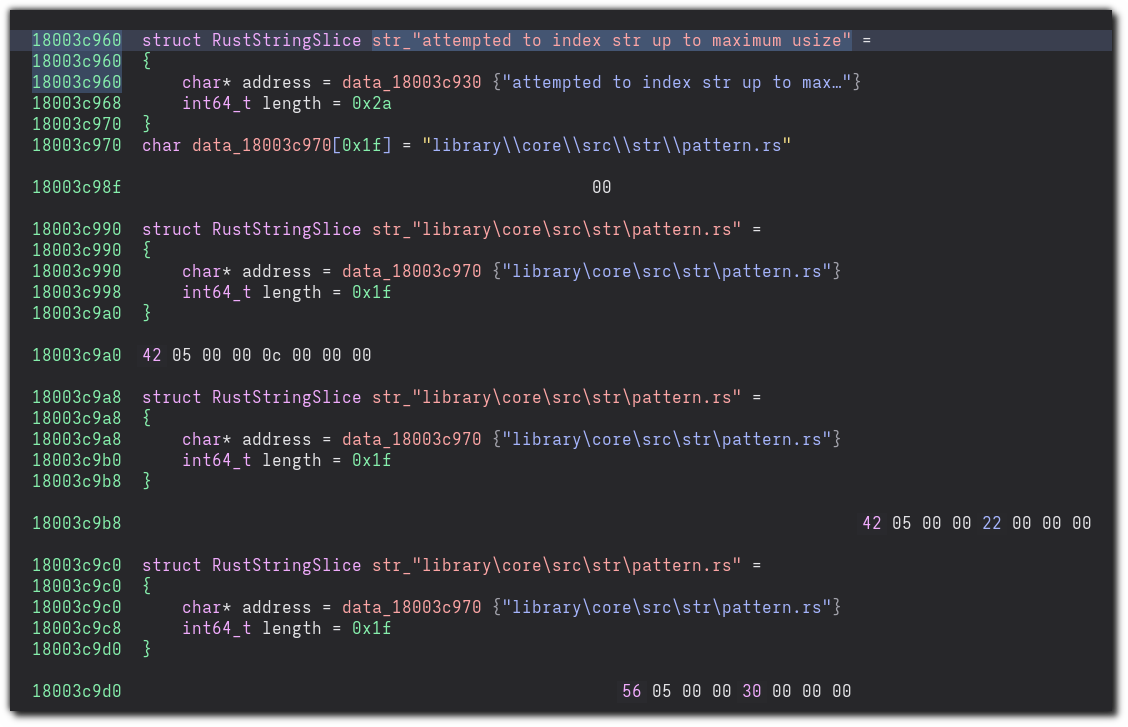 18003c960  struct RustStringSlice str_"attempted to index str up to maximum usize" =
18003c960  {
18003c960      char* address = data_18003c930 {"attempted to index str up to max…"}
18003c968      int64_t length = 0x2a
18003c970  }
18003c970  char data_18003c970[0x1f] = "library\\core\\src\\str\\pattern.rs"
18003c98f                                               00
18003c990  struct RustStringSlice str_"library\core\src\str\pattern.rs" =
18003c990  {
18003c990      char* address = data_18003c970 {"library\core\src\str\pattern.rs"}
18003c998      int64_t length = 0x1f
18003c9a0  }
18003c9a0  42 05 00 00 0c 00 00 00
18003c9a8  struct RustStringSlice str_"library\core\src\str\pattern.rs" =
18003c9a8  {
18003c9a8      char* address = data_18003c970 {"library\core\src\str\pattern.rs"}
18003c9b0      int64_t length = 0x1f
18003c9b8  }
18003c9b8                                                                          42 05 00 00 22 00 00 00
18003c9c0  struct RustStringSlice str_"library\core\src\str\pattern.rs" =
18003c9c0  {
18003c9c0      char* address = data_18003c970 {"library\core\src\str\pattern.rs"}
18003c9c8      int64_t length = 0x1f
18003c9d0  }
18003c9d0                                                  56 05 00 00 30 00 00 00